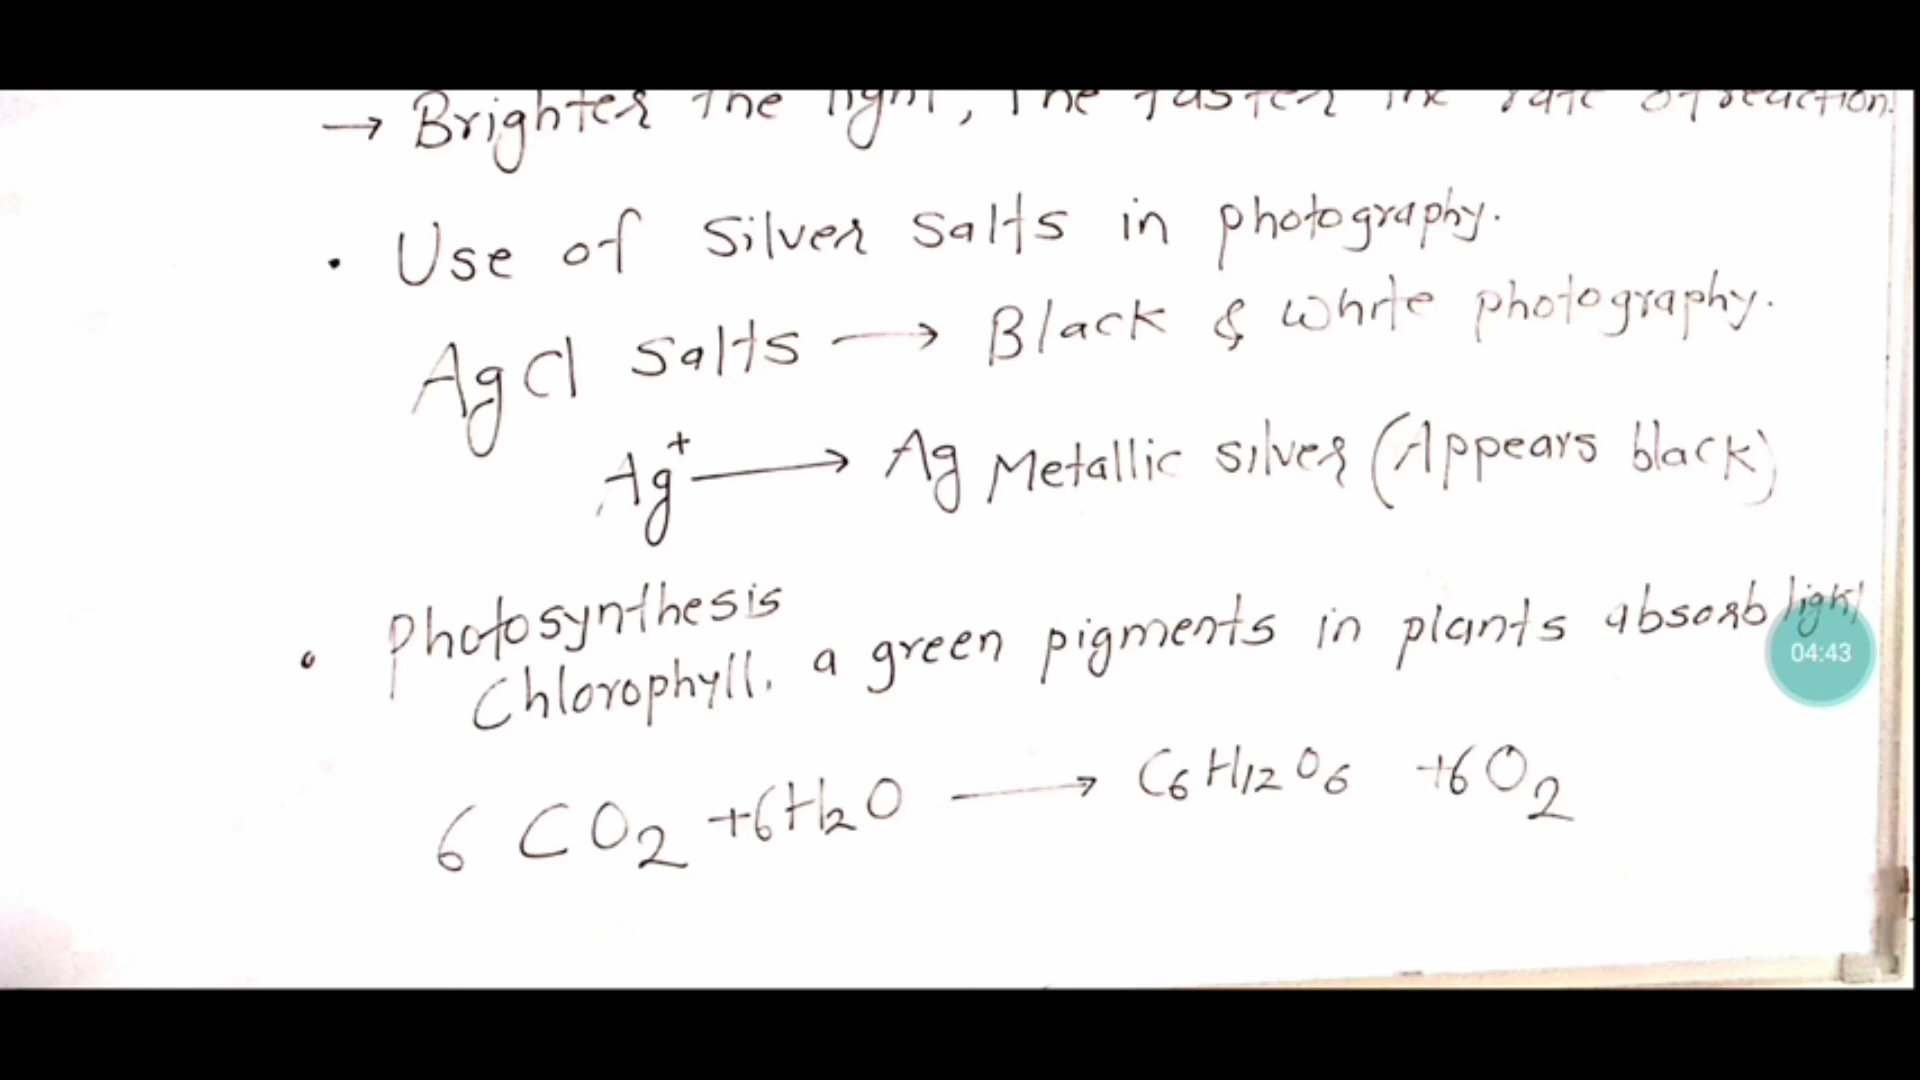 → Brighter the light, The faster the rate of reaction.
• Use of Silver Salts in photography.
AgCl Salts → Black & White photography.
Ag⁺ → Ag Metallic silver (Appears black)
• Photosynthesis
Chlorophyll, a green pigments in plants absorb light
04:43
6 CO₂ + 6H₂O → C₆H₁₂O₆ + 6O₂